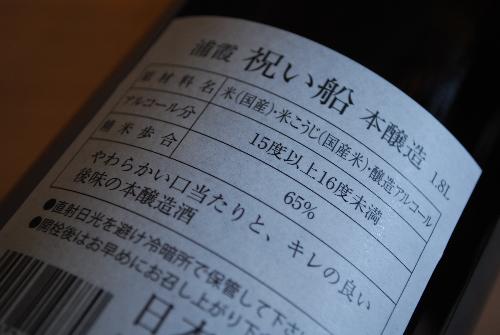 浦霞 祝い船 本醸造 1.8L
原材料名 米(国産)・米こうじ(国産米)・醸造アルコール
アルコール分 15度以上16度未満
精米歩合 65%
やわらかい口当たりと、キレの良い
後味の本醸造酒
●直射日光を避け冷暗所で保管して下さ
●開栓後はお早めにお召し上がり下
日本